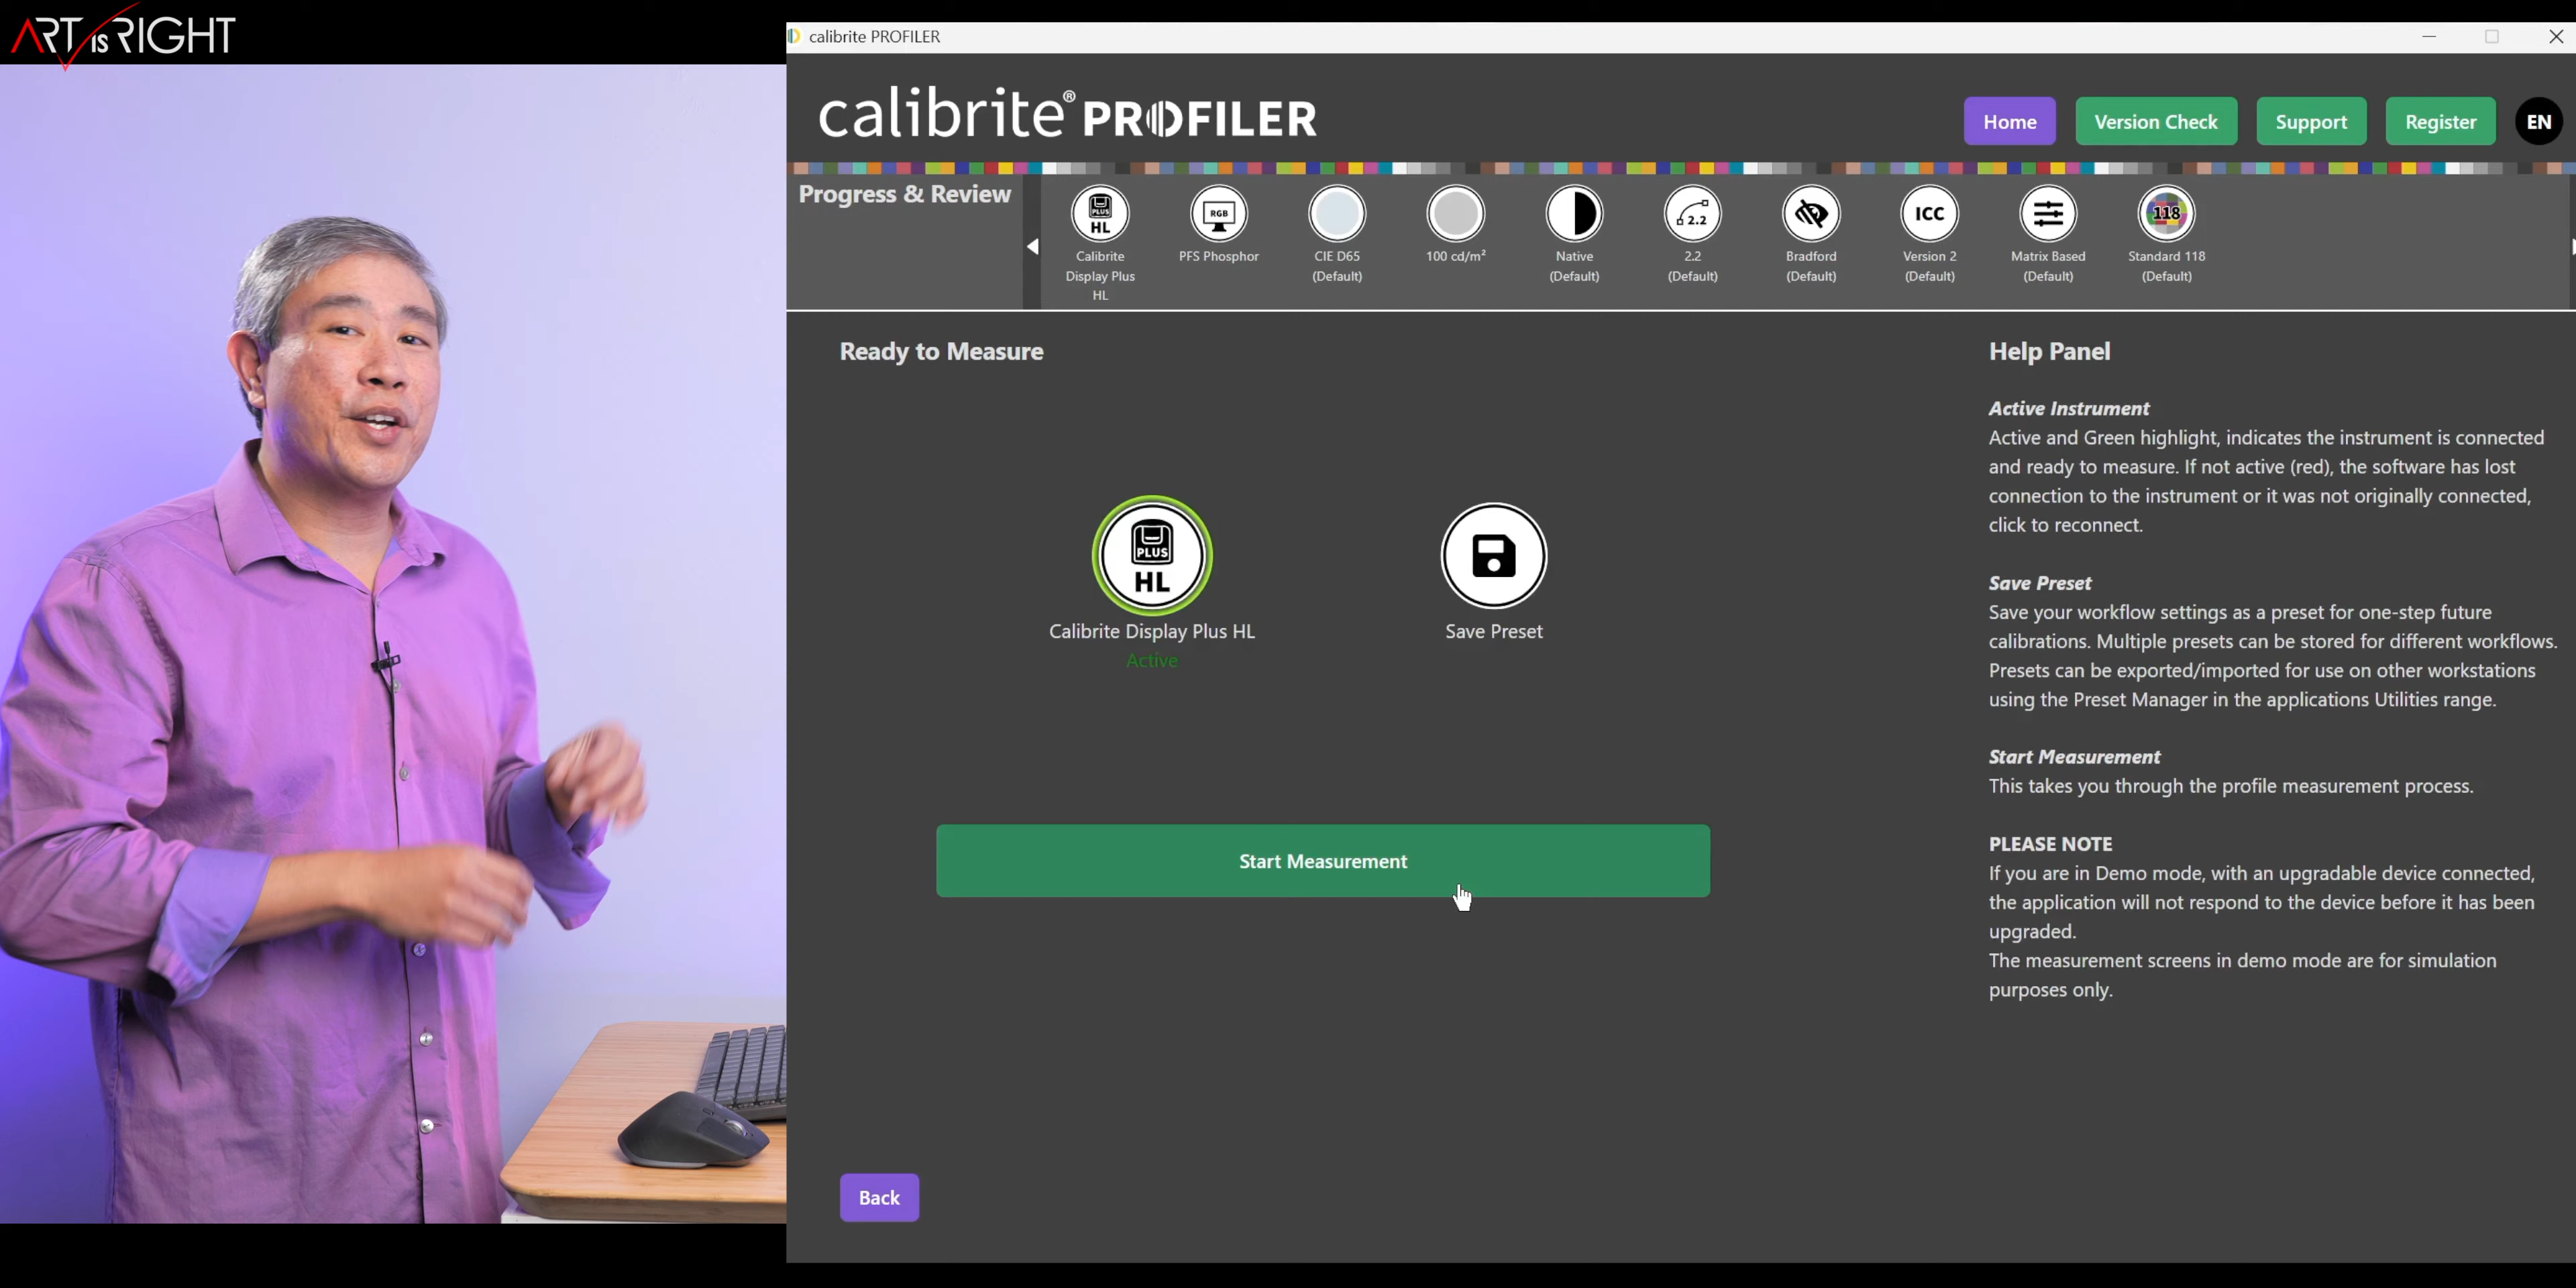 ART IS RIGHT
calibrite PROFILER
calibrite® PROFILER
Home
Version Check
Support
Register
EN
Progress & Review
PLUS
HL
Calibrite
Display Plus
HL
RGB
PFS Phosphor
CIE D65
(Default)
100 cd/m²
Native
(Default)
2.2
2.2
(Default)
Bradford
(Default)
ICC
Version 2
(Default)
Matrix Based
(Default)
118
Standard 118
(Default)
Ready to Measure
PLUS
HL
Calibrite Display Plus HL
Active
Save Preset
Start Measurement
Back
Help Panel
Active Instrument
Active and Green highlight, indicates the instrument is connected
and ready to measure. If not active (red), the software has lost
connection to the instrument or it was not originally connected,
click to reconnect.
Save Preset
Save your workflow settings as a preset for one-step future
calibrations. Multiple presets can be stored for different workflows.
Presets can be exported/imported for use on other workstations
using the Preset Manager in the applications Utilities range.
Start Measurement
This takes you through the profile measurement process.
PLEASE NOTE
If you are in Demo mode, with an upgradable device connected,
the application will not respond to the device before it has been
upgraded.
The measurement screens in demo mode are for simulation
purposes only.